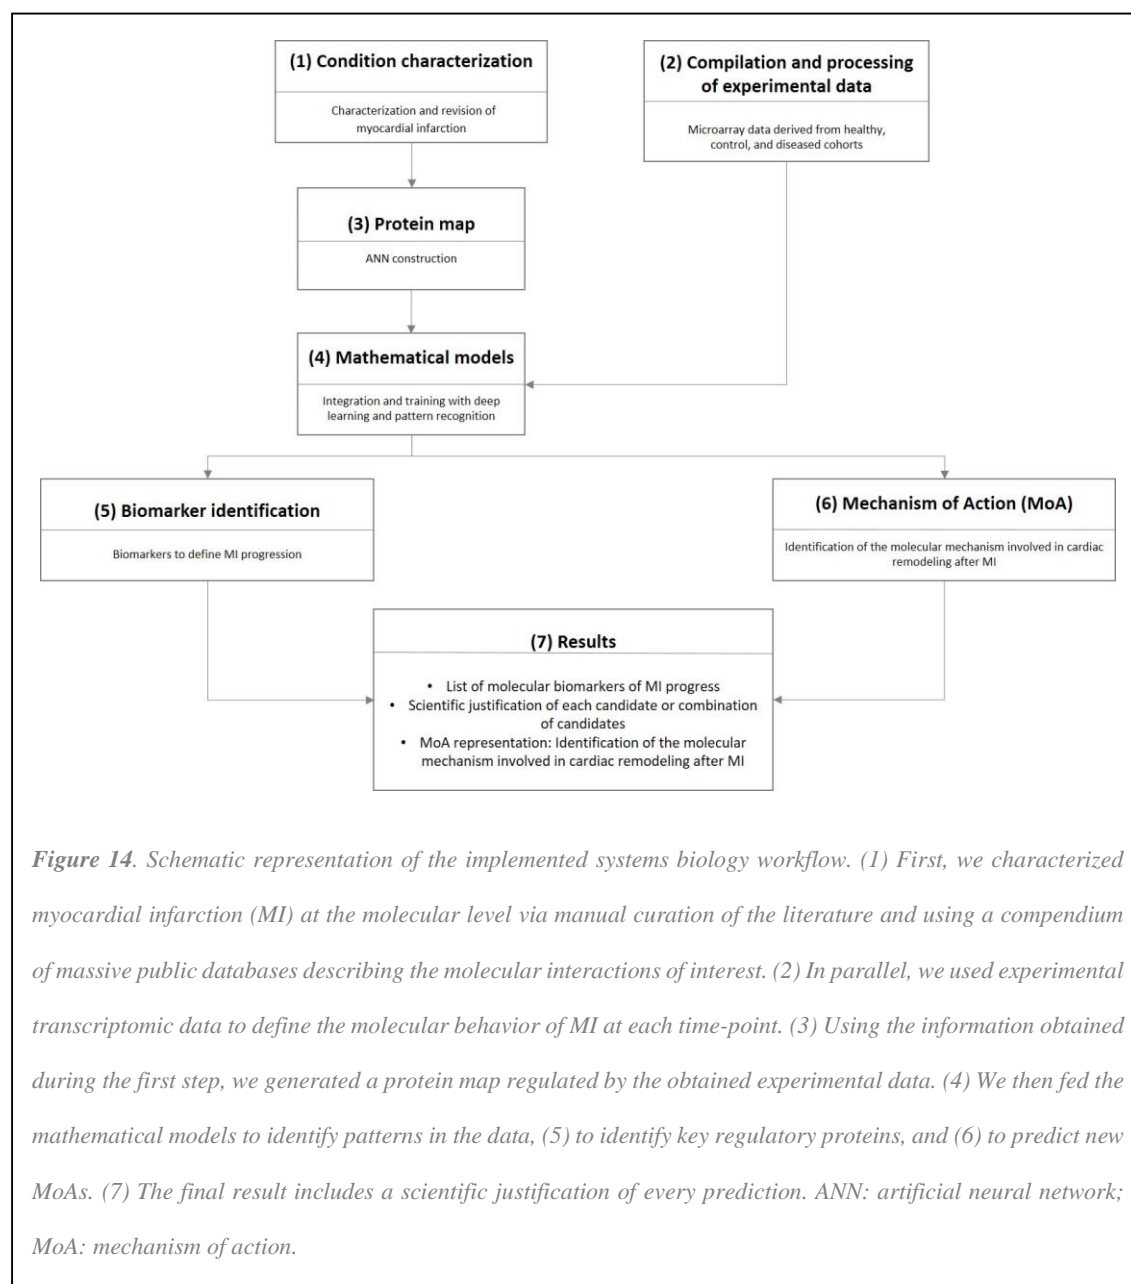 (1) Condition characterization
Characterization and revision of
myocardial infarction
(2) Compilation and processing
of experimental data
Microarray data derived from healthy,
control, and diseased cohorts
(3) Protein map
ANN construction
(4) Mathematical models
Integration and training with deep
learning and pattern recognition
(5) Biomarker identification
Biomarkers to define MI progression
(6) Mechanism of Action (MoA)
Identification of the molecular mechanism involved in cardiac
remodeling after MI
(7) Results
• List of molecular biomarkers of MI progress
• Scientific justification of each candidate or combination
of candidates
• MoA representation: Identification of the molecular
mechanism involved in cardiac remodeling after MI
Figure 14. Schematic representation of the implemented systems biology workflow. (1) First, we characterized
myocardial infarction (MI) at the molecular level via manual curation of the literature and using a compendium
of massive public databases describing the molecular interactions of interest. (2) In parallel, we used experimental
transcriptomic data to define the molecular behavior of MI at each time-point. (3) Using the information obtained
during the first step, we generated a protein map regulated by the obtained experimental data. (4) We then fed the
mathematical models to identify patterns in the data, (5) to identify key regulatory proteins, and (6) to predict new
MoAs. (7) The final result includes a scientific justification of every prediction. ANN: artificial neural network;
MoA: mechanism of action.